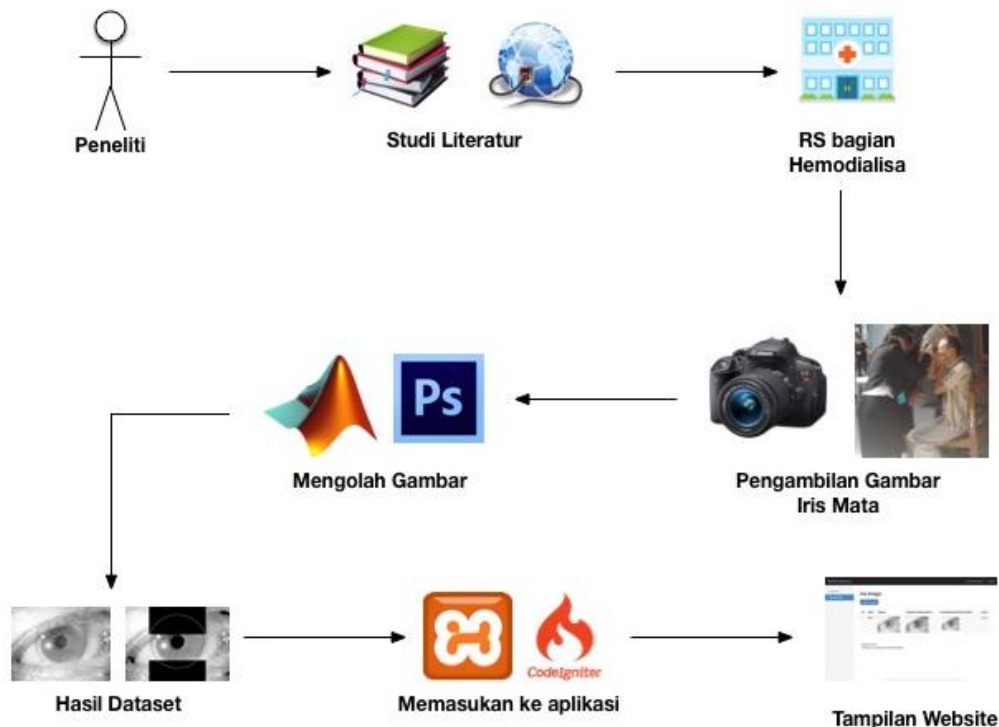 Peneliti
Studi Literatur
RS bagian
Hemodialisa
Pengambilan Gambar
Iris Mata
Ps
Mengolah Gambar
Hasil Dataset
CodeIgniter
Memasukan ke aplikasi
Tampilan Website